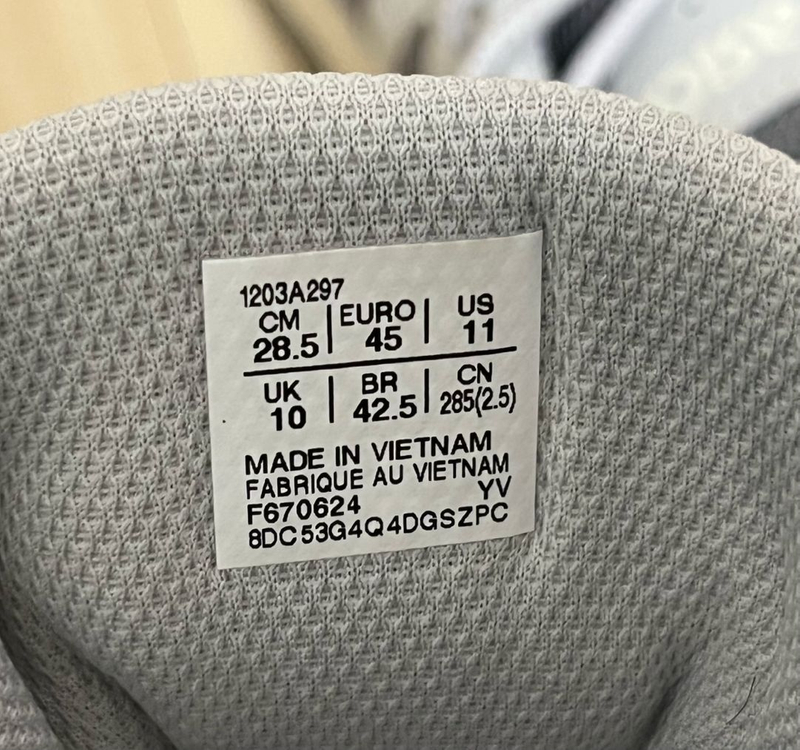 1203A297
CM | EURO | US
28.5 | 45 | 11
UK | BR | CN
10 | 42.5 | 285(2.5)
MADE IN VIETNAM
FABRIQUE AU VIETNAM
F670624 YV
8DC53G4Q4DGSZPC